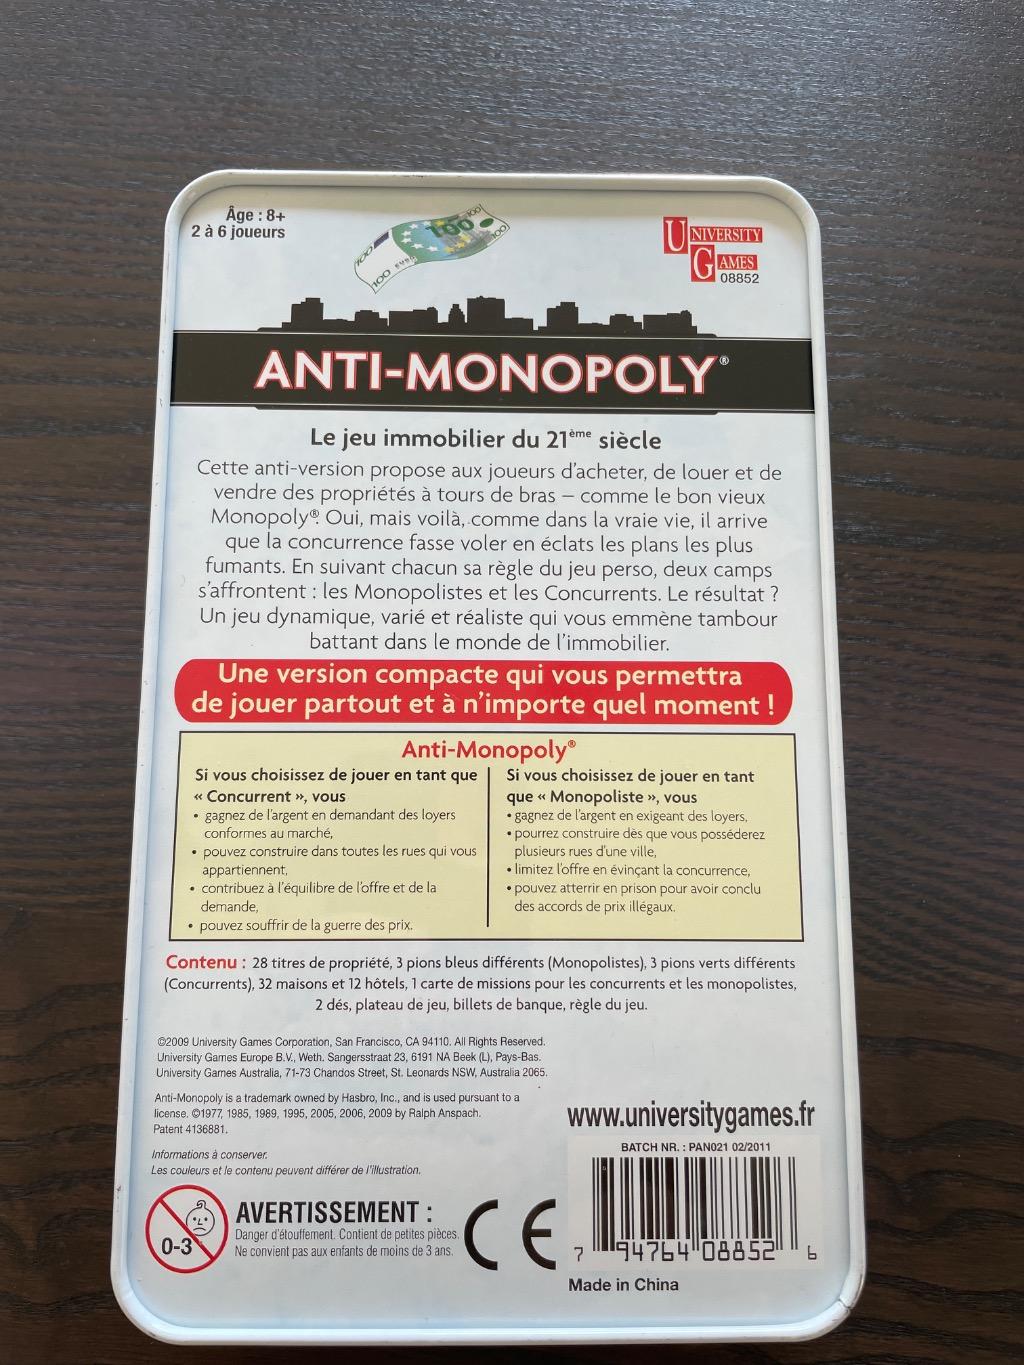 Âge : 8+
2 à 6 joueurs
100
100
100 EURO
100
UNIVERSITY
GAMES
08852
ANTI-MONOPOLY®
Le jeu immobilier du 21ème siècle
Cette anti-version propose aux joueurs d'acheter, de louer et de
vendre des propriétés à tours de bras – comme le bon vieux
Monopoly®. Oui, mais voilà, comme dans la vraie vie, il arrive
que la concurrence fasse voler en éclats les plans les plus
fumants. En suivant chacun sa règle du jeu perso, deux camps
s'affrontent : les Monopolistes et les Concurrents. Le résultat ?
Un jeu dynamique, varié et réaliste qui vous emmène tambour
battant dans le monde de l'immobilier.
Une version compacte qui vous permettra
de jouer partout et à n'importe quel moment !
Anti-Monopoly®
Si vous choisissez de jouer en tant que
« Concurrent », vous
• gagnez de l'argent en demandant des loyers
conformes au marché,
• pouvez construire dans toutes les rues qui vous
appartiennent,
• contribuez à l'équilibre de l'offre et de la
demande,
• pouvez souffrir de la guerre des prix.
Si vous choisissez de jouer en tant
que « Monopoliste », vous
• gagnez de l'argent en exigeant des loyers,
• pourrez construire dès que vous posséderez
plusieurs rues d'une ville,
• limitez l'offre en évinçant la concurrence,
• pouvez atterrir en prison pour avoir conclu
des accords de prix illégaux.
Contenu : 28 titres de propriété, 3 pions bleus différents (Monopolistes), 3 pions verts différents
(Concurrents), 32 maisons et 12 hôtels, 1 carte de missions pour les concurrents et les monopolistes,
2 dés, plateau de jeu, billets de banque, règle du jeu.
©2009 University Games Corporation, San Francisco, CA 94110. All Rights Reserved.
University Games Europe B.V., Weth. Sangersstraat 23, 6191 NA Beek (L), Pays-Bas.
University Games Australia, 71-73 Chandos Street, St. Leonards NSW, Australia 2065.
Anti-Monopoly is a trademark owned by Hasbro, Inc., and is used pursuant to a
license. ©1977, 1985, 1989, 1995, 2005, 2006, 2009 by Ralph Anspach.
Patent 4136881.
Informations à conserver.
Les couleurs et le contenu peuvent différer de l'illustration.
0-3
AVERTISSEMENT :
Danger d'étouffement. Contient de petites pièces.
Ne convient pas aux enfants de moins de 3 ans.
CE
www.universitygames.fr
BATCH NR. : PAN021 02/2011
7 94764 08852 6
Made in China